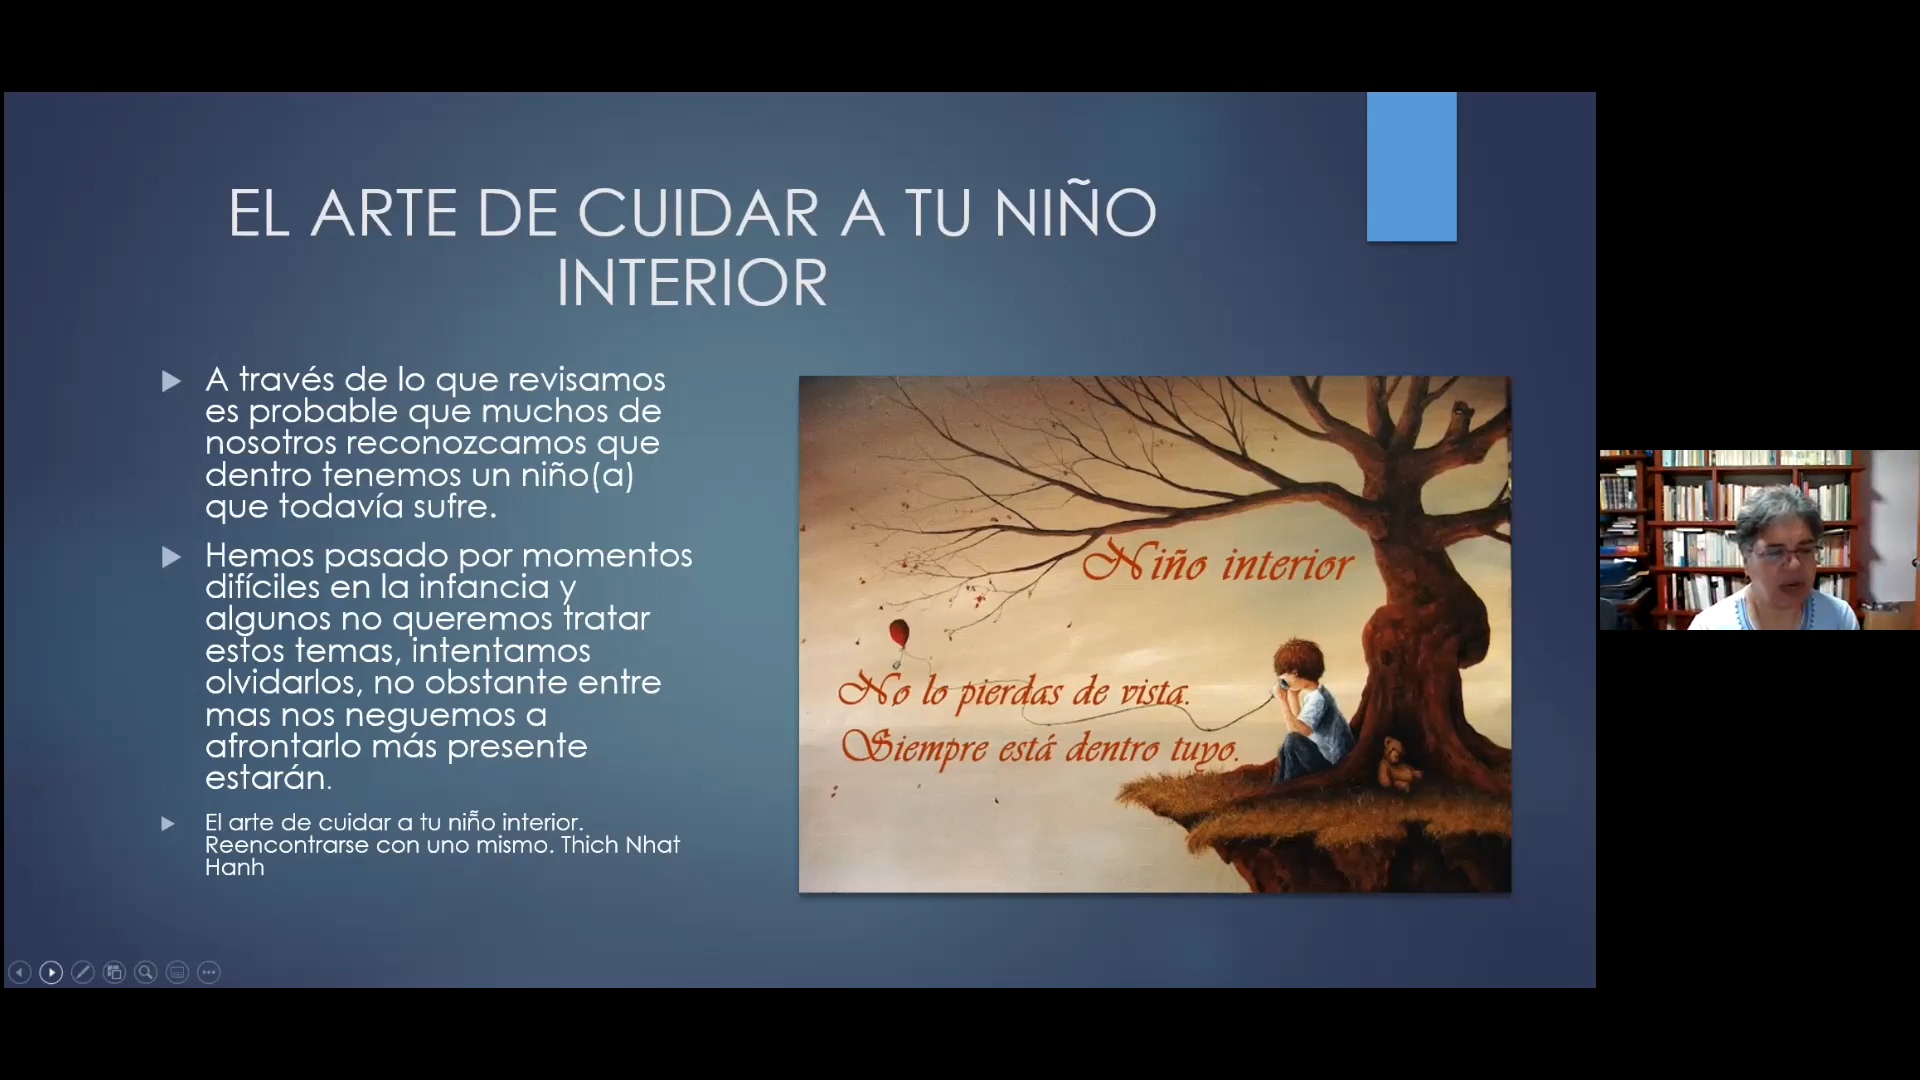 EL ARTE DE CUIDAR A TU NIÑO
INTERIOR
A través de lo que revisamos
es probable que muchos de
nosotros reconozcamos que
dentro tenemos un niño(a)
que todavía sufre.
Hemos pasado por momentos
difíciles en la infancia y
algunos no queremos tratar
estos temas, intentamos
olvidarlos, no obstante entre
mas nos neguemos a
afrontarlo más presente
estarán.
El arte de cuidar a tu niño interior.
Reencontrarse con uno mismo. Thich Nhat
Hanh
Niño interior
No lo pierdas de vista.
Siempre está dentro tuyo.